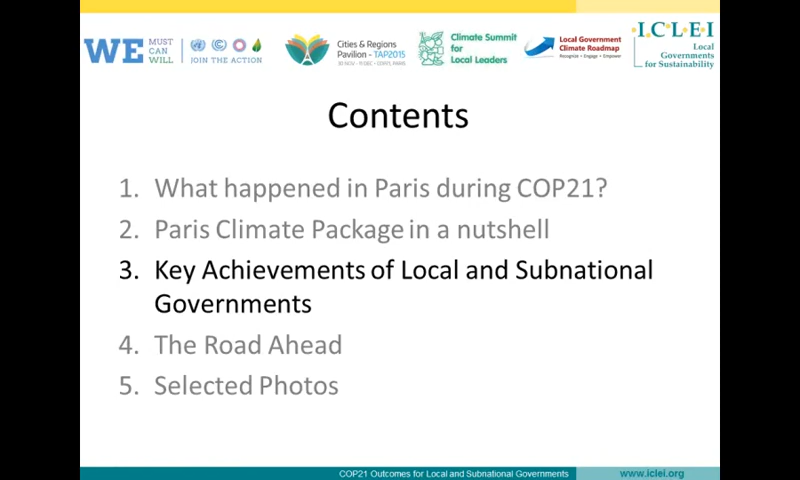 WE MUST CAN WILL
JOIN THE ACTION
Cities & Regions
Pavilion - TAP2015
30 NOV - 11 DEC • COP21, PARIS
Climate Summit
for
Local Leaders
Local Government
Climate Roadmap
Recognize • Engage • Empower
I.C.L.E.I
Local
Governments
for Sustainability
Contents
1. What happened in Paris during COP21?
2. Paris Climate Package in a nutshell
3. Key Achievements of Local and Subnational
Governments
4. The Road Ahead
5. Selected Photos
COP21 Outcomes for Local and Subnational Governments
www.iclei.org